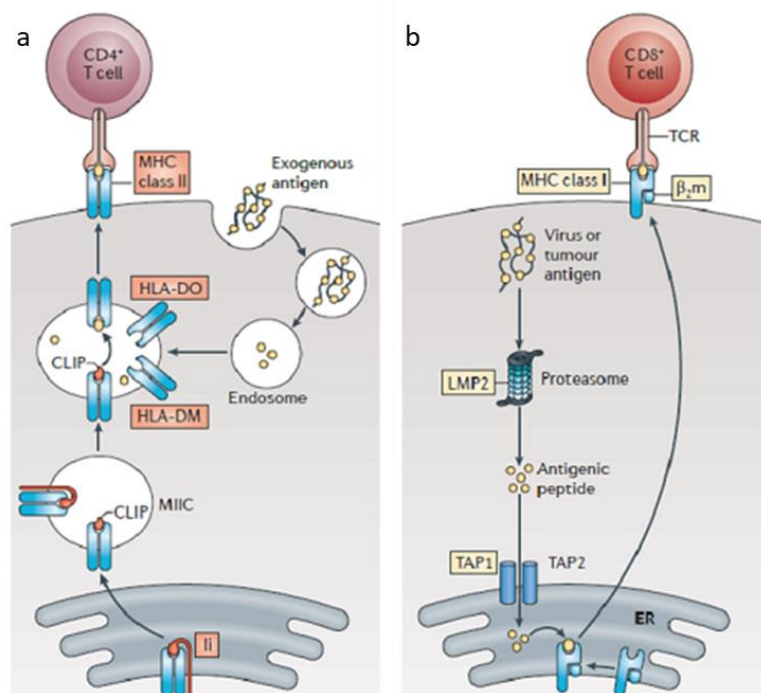 a
CD4⁺
T cell
MHC
class II
Exogenous
antigen
HLA-DO
CLIP
HLA-DM
Endosome
CLIP
MIIC
Ii
b
CD8⁺
T cell
TCR
MHC class I
β₂m
Virus or
tumour
antigen
LMP2
Proteasome
Antigenic
peptide
TAP1
TAP2
ER